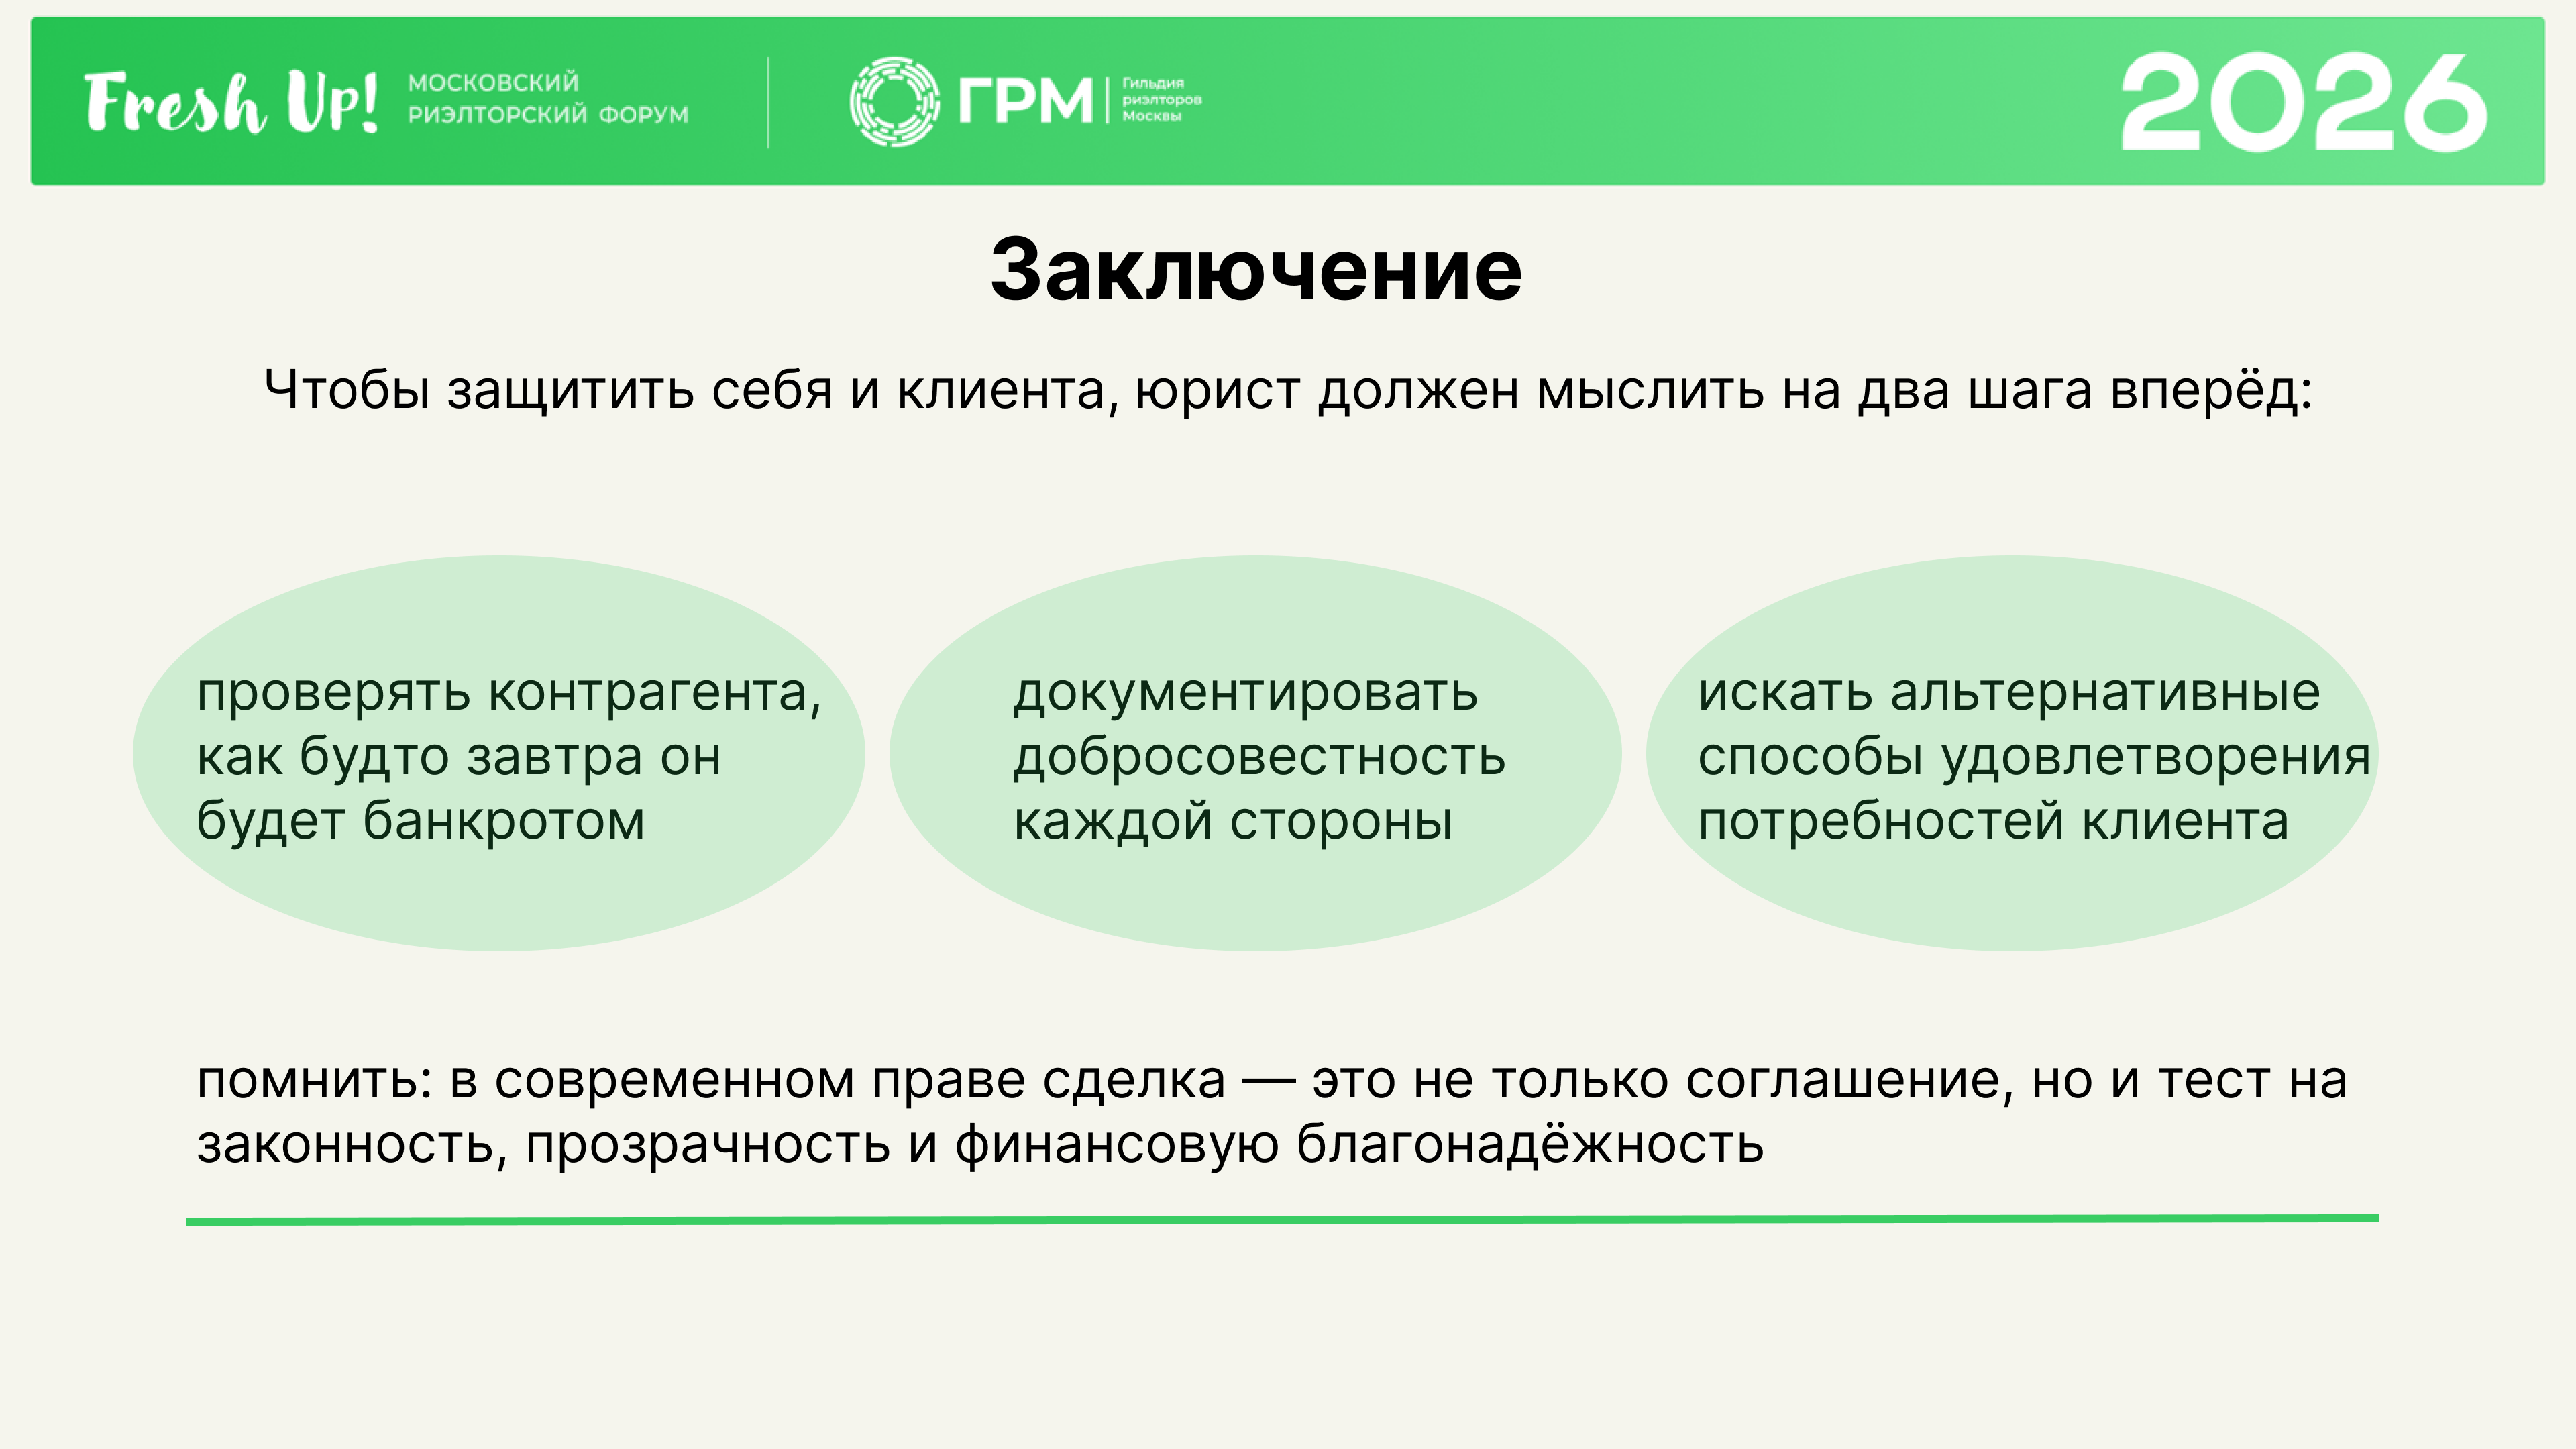 Fresh Up!
МОСКОВСКИЙ
РИЭЛТОРСКИЙ ФОРУМ
ГРМ
Гильдия
риэлторов
Москвы
2026
Заключение
Чтобы защитить себя и клиента, юрист должен мыслить на два шага вперёд:
проверять контрагента,
как будто завтра он
будет банкротом
документировать
добросовестность
каждой стороны
искать альтернативные
способы удовлетворения
потребностей клиента
помнить: в современном праве сделка — это не только соглашение, но и тест на
законность, прозрачность и финансовую благонадёжность